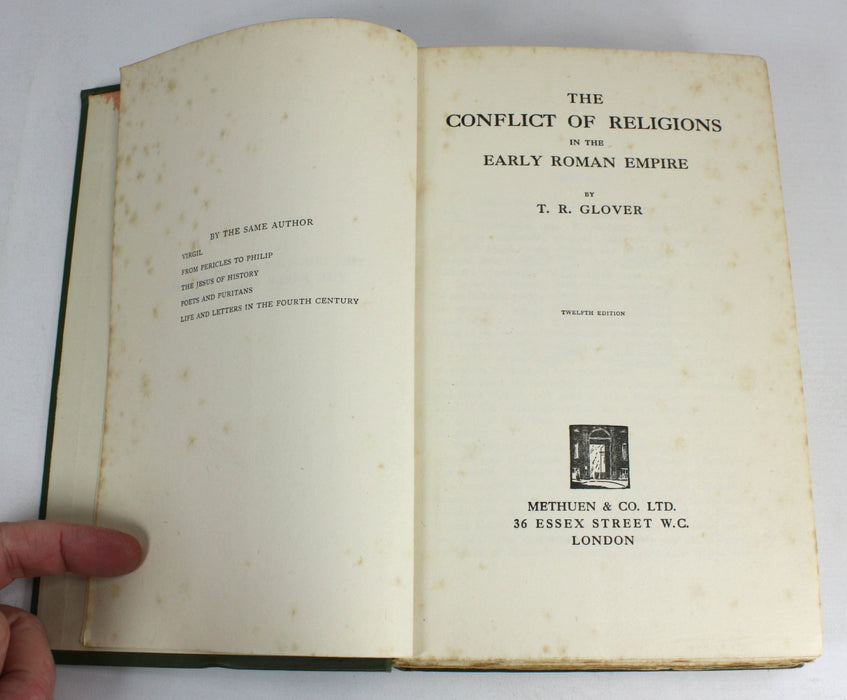 BY THE SAME AUTHOR
VIRGIL
FROM PERICLES TO PHILIP
THE JESUS OF HISTORY
POETS AND PURITANS
LIFE AND LETTERS IN THE FOURTH CENTURY
THE
CONFLICT OF RELIGIONS
IN THE
EARLY ROMAN EMPIRE
BY
T. R. GLOVER
TWELFTH EDITION
METHUEN & CO. LTD.
36 ESSEX STREET W.C.
LONDON